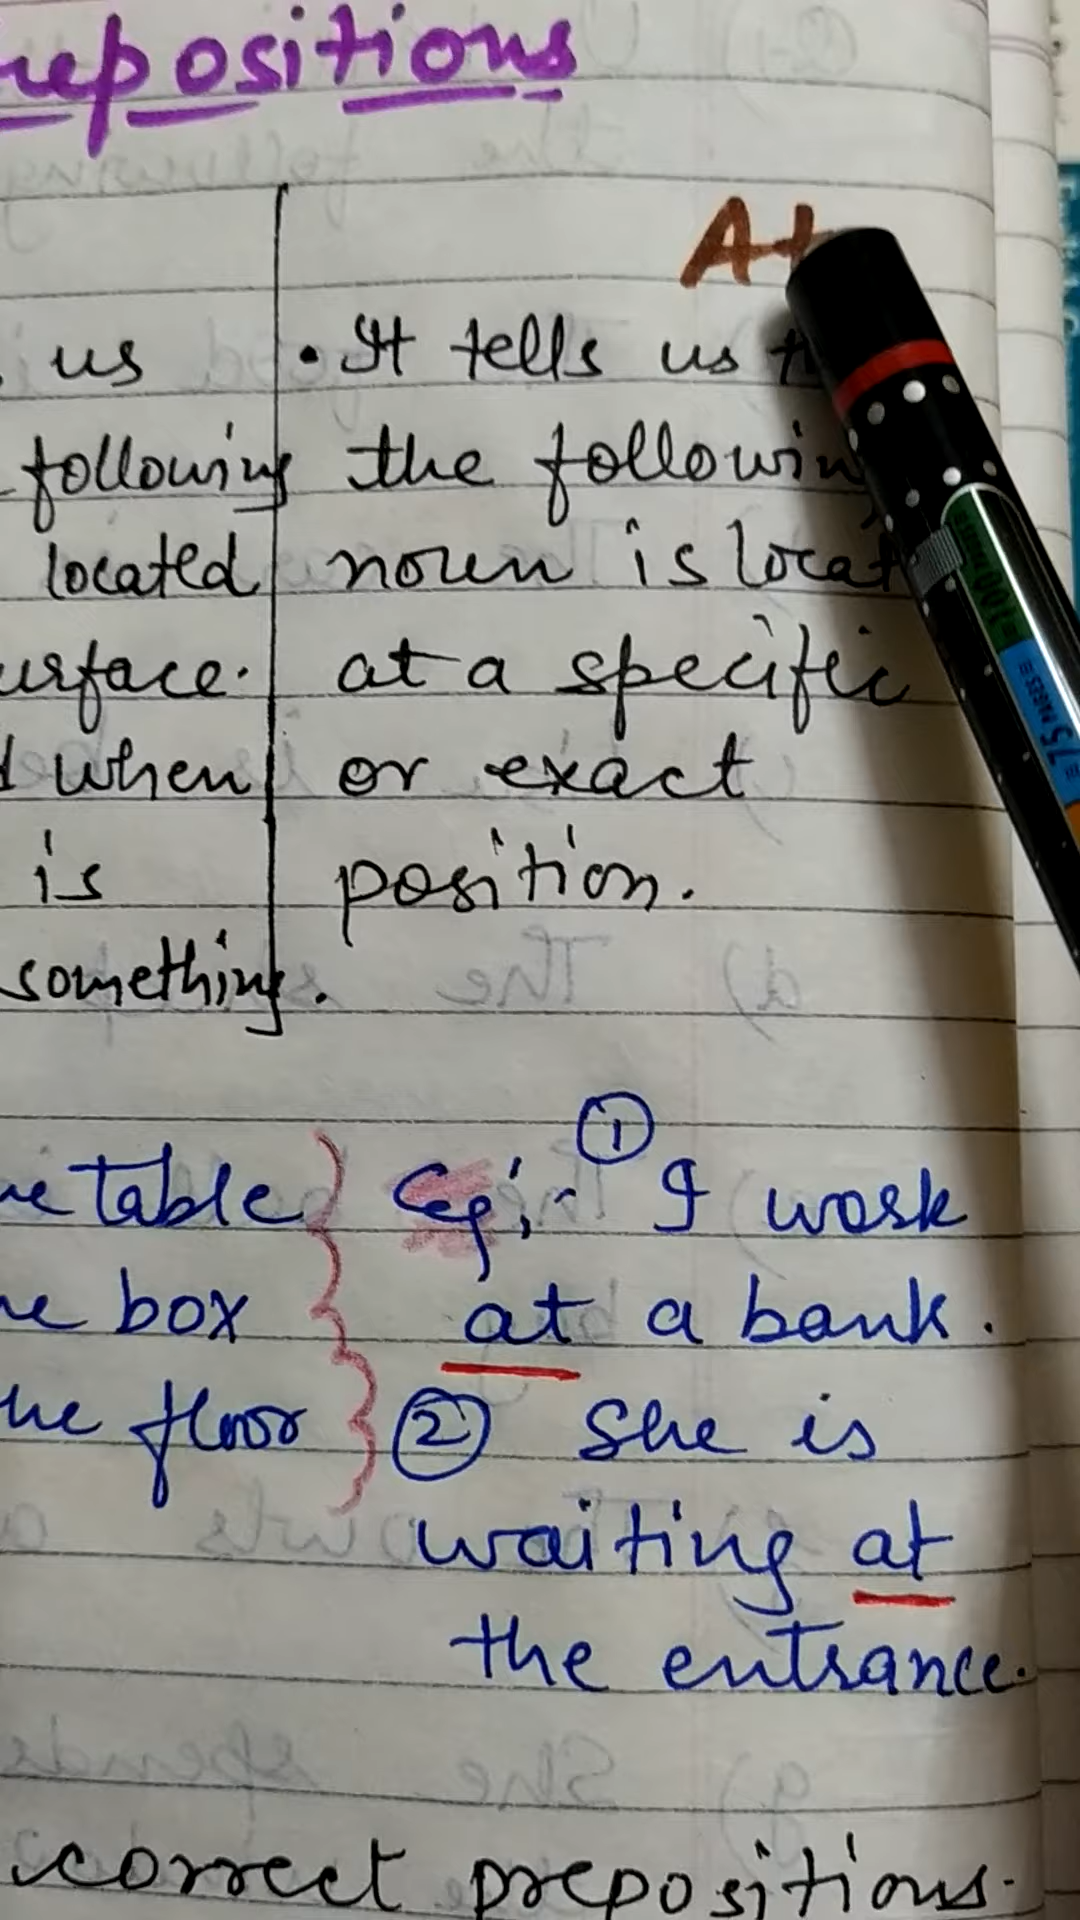 repositions
At
us
following
located
urface.
when
is
something.
• It tells us
the following
noun is locat
at a specific
or exact
position.
table
box
the floor
eg:- ① I work
at a bank.
② She is
waiting at
the entrance.
correct prepositions.